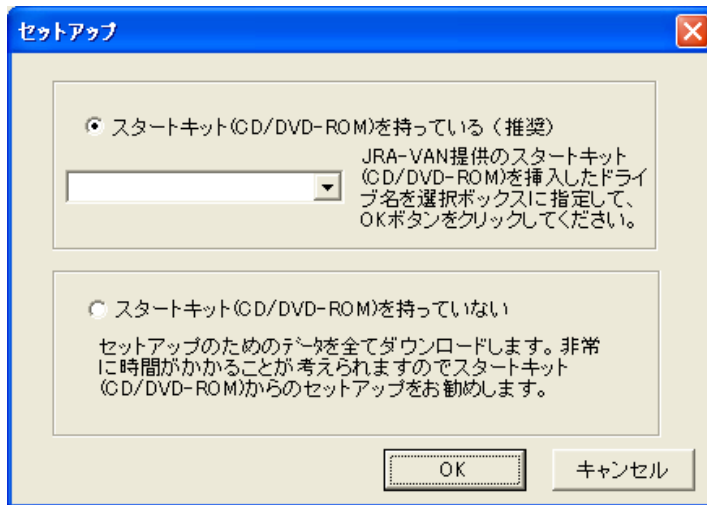 セットアップ
スタートキット(CD/DVD-ROM)を持っている(推奨)
JRA-VAN提供のスタートキット
(CD/DVD-ROM)を挿入したドライ
ブ名を選択ボックスに指定して、
OKボタンをクリックしてください。
スタートキット(CD/DVD-ROM)を持っていない
セットアップのためのデータを全てダウンロードします。非常
に時間がかかることが考えられますのでスタートキット
(CD/DVD-ROM)からのセットアップをお勧めします。
OK
キャンセル